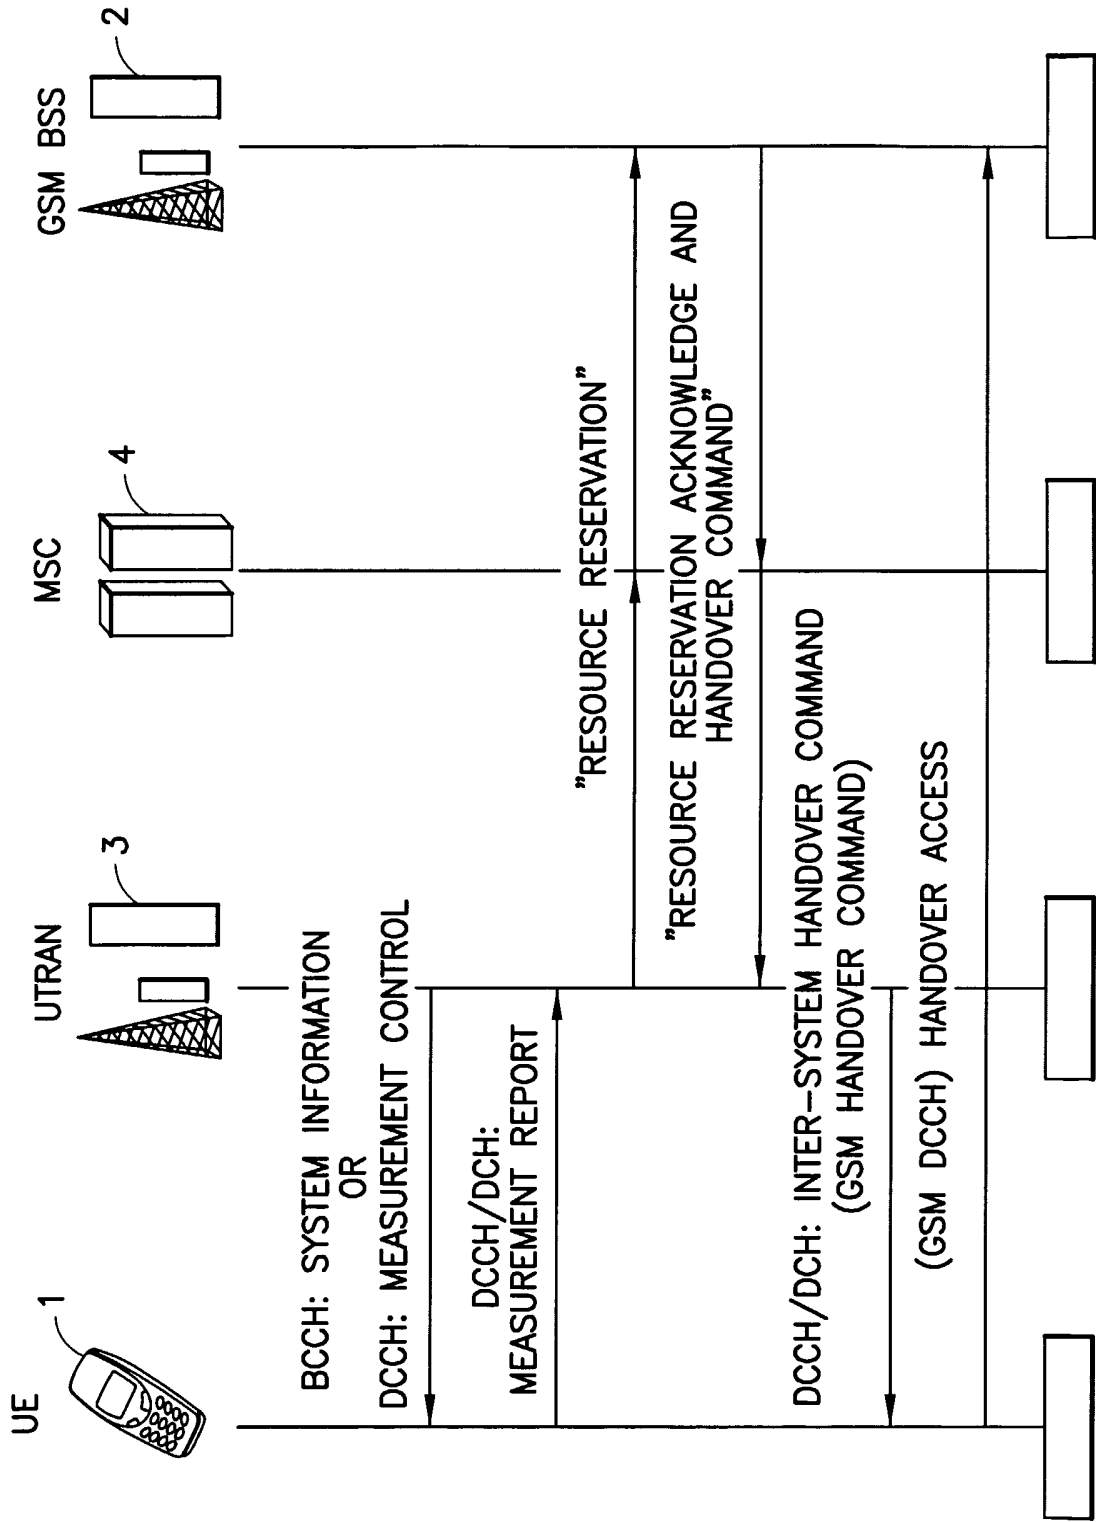 UE
1
UTRAN
3
MSC
4
GSM BSS
2
BCCH: SYSTEM INFORMATION
OR
DCCH: MEASUREMENT CONTROL
DCCH/DCH:
MEASUREMENT REPORT
"RESOURCE RESERVATION"
"RESOURCE RESERVATION ACKNOWLEDGE AND
HANDOVER COMMAND"
DCCH/DCH: INTER-SYSTEM HANDOVER COMMAND
(GSM HANDOVER COMMAND)
(GSM DCCH) HANDOVER ACCESS